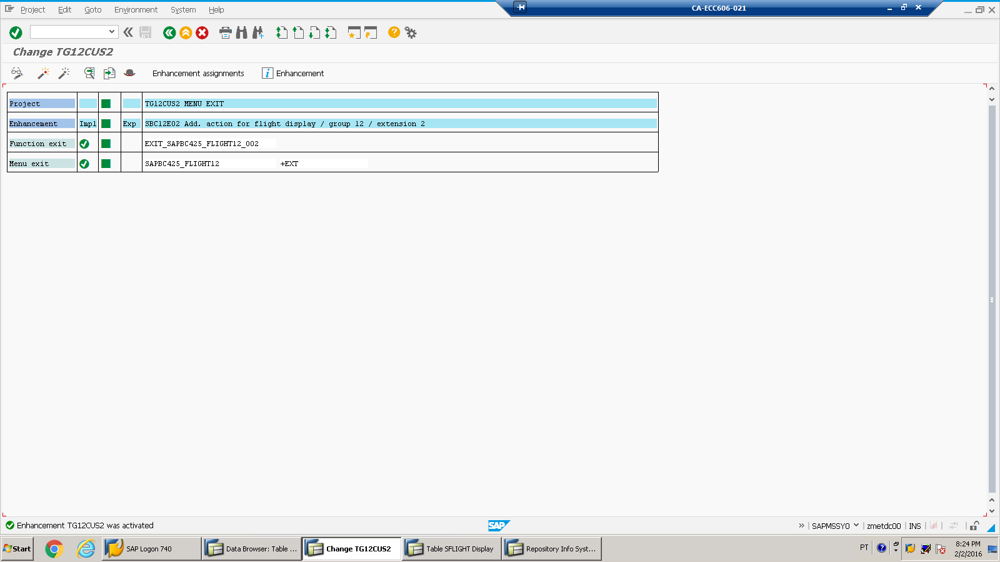 Project Edit Goto Environment System Help
CA-ECC606-021
Change TG12CUS2
Enhancement assignments Enhancement
Project TG12CUS2 MENU EXIT
Enhancement Impl Exp SBC12E02 Add. action for flight display / group 12 / extension 2
Function exit EXIT_SAPBC425_FLIGHT12_002
Menu exit SAPBC425_FLIGHT12 +EXT
Enhancement TG12CUS2 was activated
SAP
SAPMSSY0 zmetdc00 INS
Start
SAP Logon 740
Data Browser: Table ...
Change TG12CUS2
Table SFLIGHT Display
Repository Info Syst...
PT
8:24 PM
2/2/2016